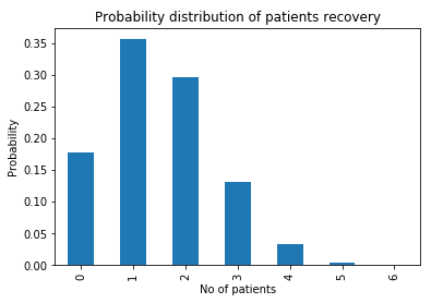 Probability distribution of patients recovery
0.35
0.30
0.25
0.20
0.15
0.10
0.05
0.00
Probability
0 1 2 3 4 5 6
No of patients